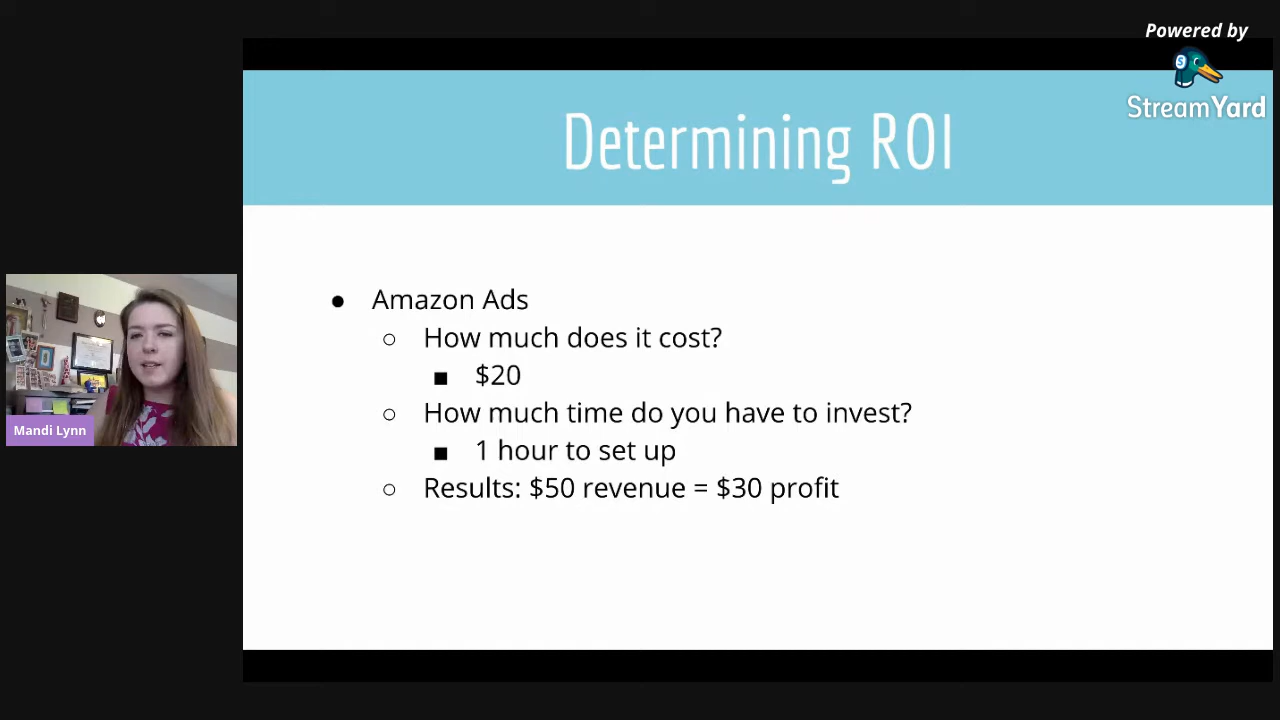 Powered by
StreamYard
Determining ROI
● Amazon Ads
○ How much does it cost?
■ $20
○ How much time do you have to invest?
■ 1 hour to set up
○ Results: $50 revenue = $30 profit
Mandi Lynn